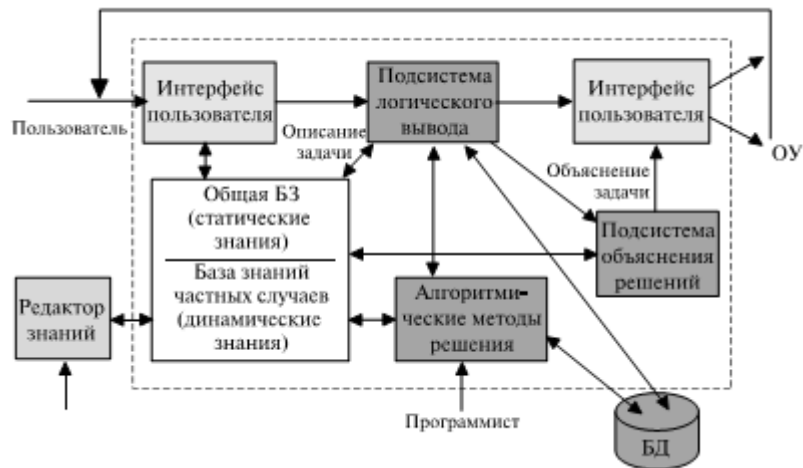 Пользователь
Интерфейс
пользователя
Описание
задачи
Подсистема
логического
вывода
Интерфейс
пользователя
ОУ
Объяснение
задачи
Общая БЗ
(статические
знания)
База знаний
частных случаев
(динамические
знания)
Подсистема
объяснения
решений
Редактор
знаний
Алгоритми-
ческие методы
решения
Программист
БД